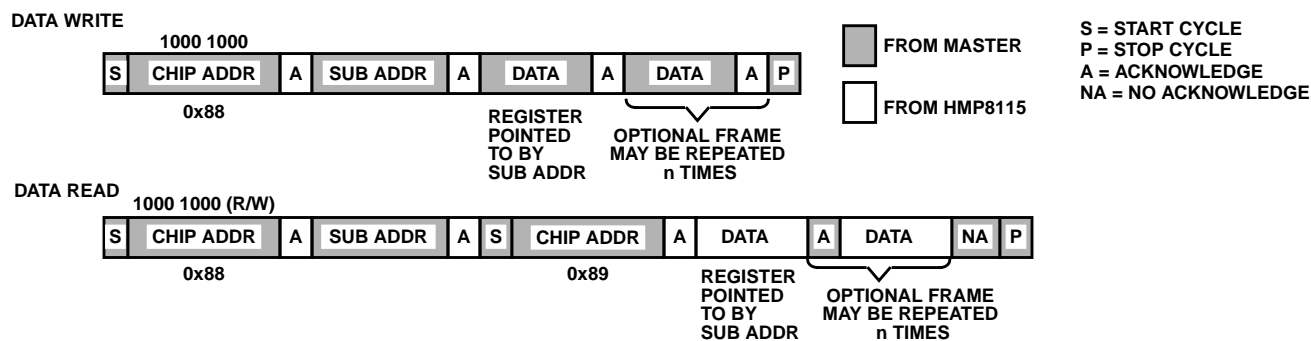 DATA WRITE
1000 1000
S CHIP ADDR A SUB ADDR A DATA A DATA A P
0x88
REGISTER
POINTED
TO BY
SUB ADDR
OPTIONAL FRAME
MAY BE REPEATED
n TIMES
FROM MASTER
FROM HMP8115
S = START CYCLE
P = STOP CYCLE
A = ACKNOWLEDGE
NA = NO ACKNOWLEDGE
DATA READ
1000 1000 (R/W)
S CHIP ADDR A SUB ADDR A S CHIP ADDR A DATA A DATA NA P
0x88
0x89
REGISTER
POINTED
TO BY
SUB ADDR
OPTIONAL FRAME
MAY BE REPEATED
n TIMES